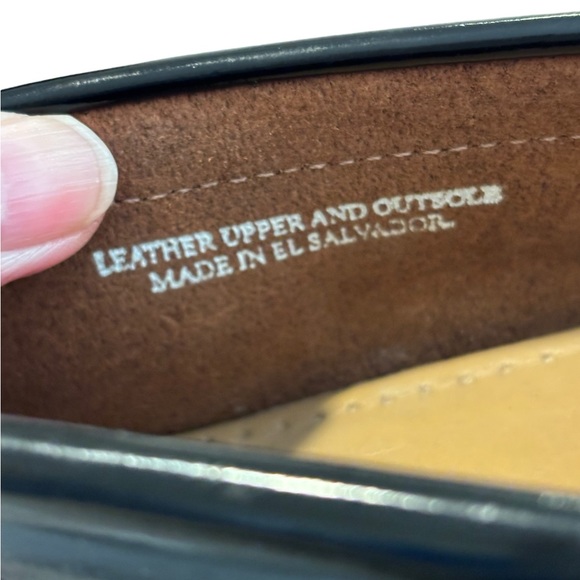 LEATHER UPPER AND OUTSOLE
MADE IN EL SALVADOR.